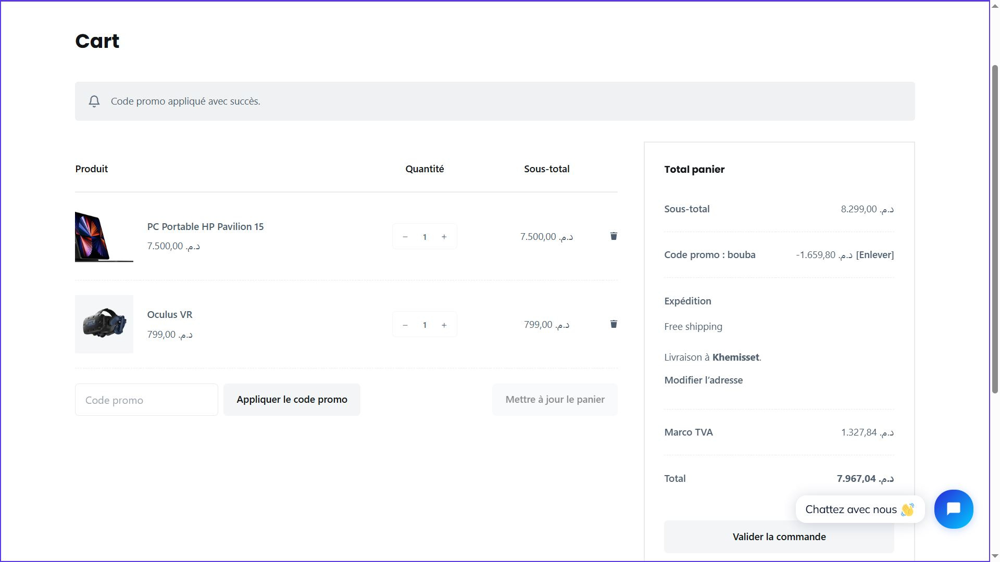 Cart
Code promo appliqué avec succès.
Produit
Quantité
Sous-total
PC Portable HP Pavilion 15
7.500,00 د.م.
1
7.500,00 د.م.
Oculus VR
799,00 د.م.
1
799,00 د.م.
Code promo
Appliquer le code promo
Mettre à jour le panier
Total panier
Sous-total
8.299,00 د.م.
Code promo : bouba
-1.659,80 د.م. [Enlever]
Expédition
Free shipping
Livraison à Khemisset.
Modifier l’adresse
Marco TVA
1.327,84 د.م.
Total
7.967,04 د.م.
Chattez avec nous 👋
Valider la commande